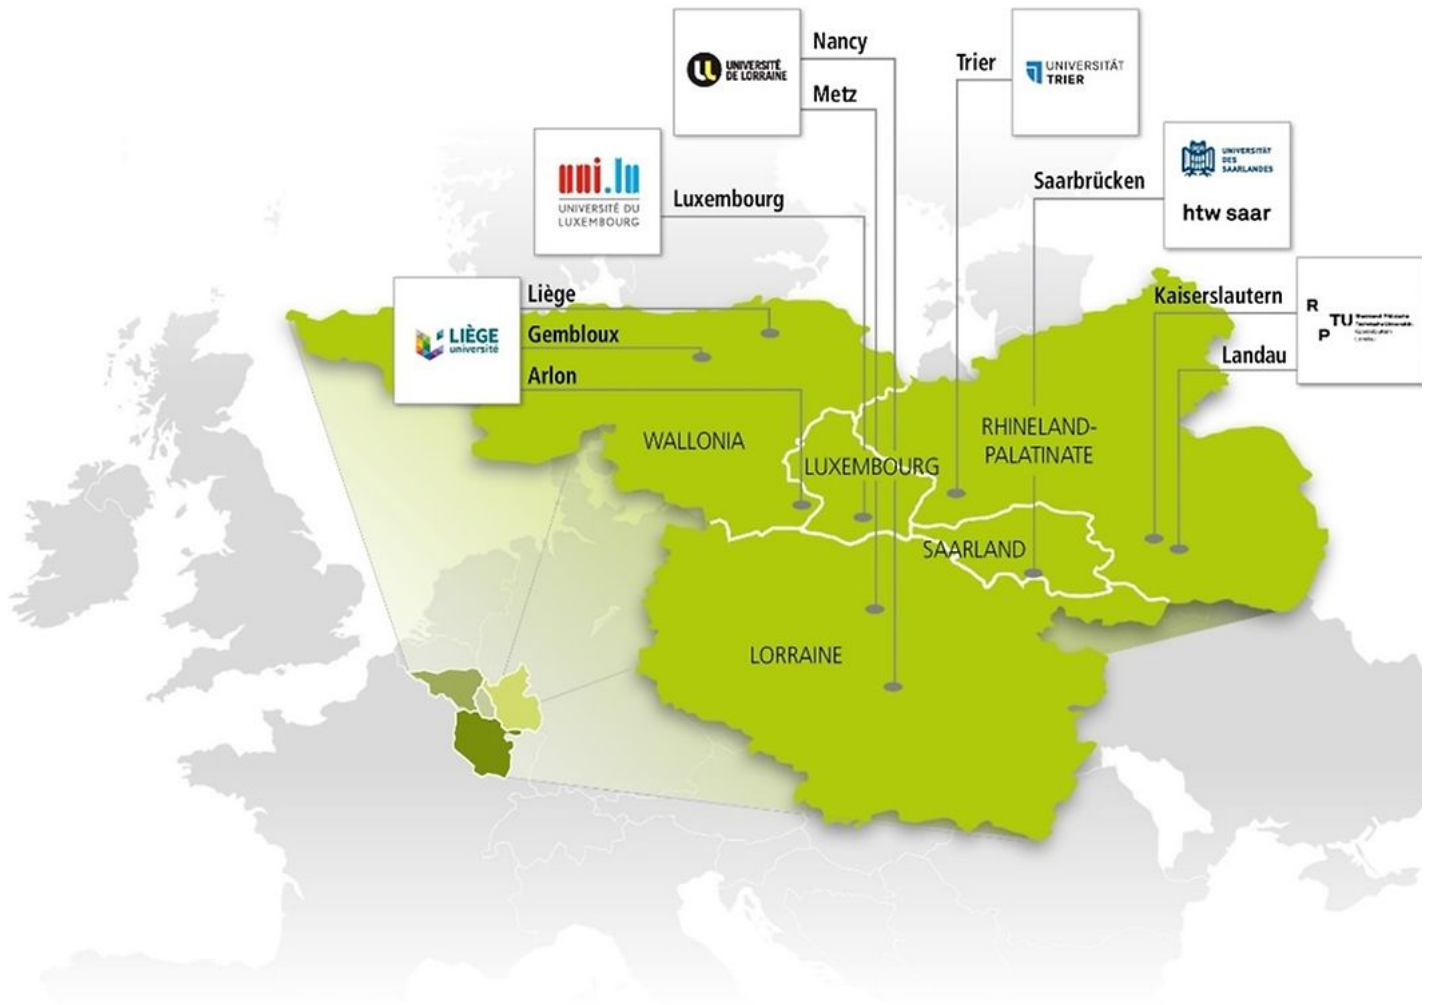 Nancy
Metz
UNIVERSITÉ
DE LORRAINE
Trier
UNIVERSITÄT
TRIER
uni.lu
UNIVERSITÉ DU
LUXEMBOURG
Luxembourg
Saarbrücken
UNIVERSITÄT
DES
SAARLANDES
htw saar
Liège
Gembloux
Arlon
LIÈGE
université
Kaiserslautern
Landau
R
TU
P
WALLONIA
LUXEMBOURG
RHINELAND-
PALATINATE
SAARLAND
LORRAINE